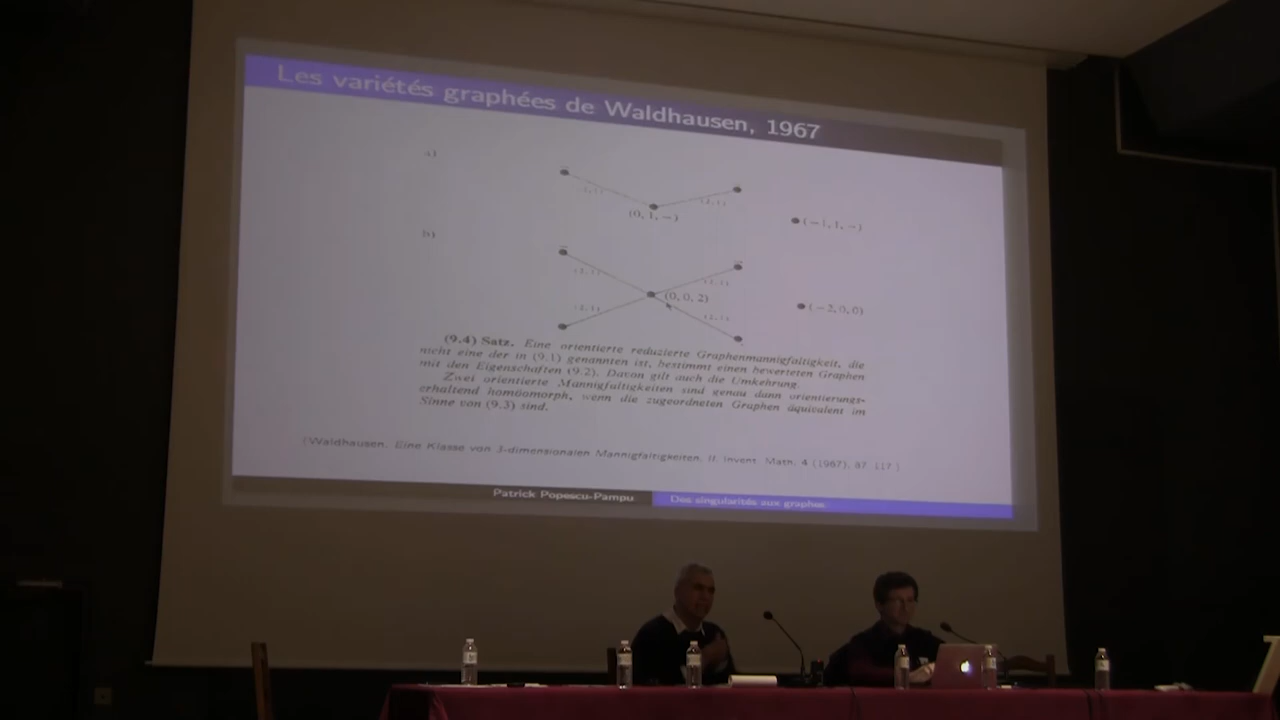 Les variétés graphées de Waldhausen, 1967
a)
(0, 1, −)
(2,1)
(−1, 1, −)
b)
(2,1)
(0, 0, 2)
(−2, 0, 0)
(9.4) Satz. Eine orientierte reduzierte Graphenmannigfaltigkeit, die
nicht eine der in (9.1) genannten ist, bestimmt einen bewerteten Graphen
mit den Eigenschaften (9.2). Davon gilt auch die Umkehrung.
Zwei orientierte Mannigfaltigkeiten sind genau dann orientierungs-
erhaltend homöomorph, wenn die zugeordneten Graphen äquivalent im
Sinne von (9.3) sind.
(Waldhausen, Eine Klasse von 3-dimensionalen Mannigfaltigkeiten, II. Invent. Math. 4 (1967), 87–117.)
Patrick Popescu-Pampu
Des singularités aux graphes